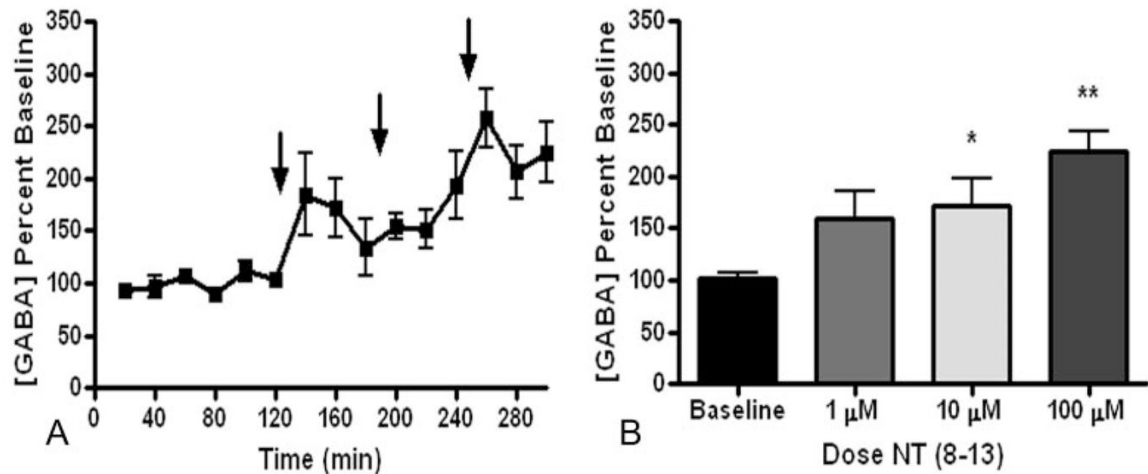 [GABA] Percent Baseline
350
300
250
200
150
100
50
0
0 40 80 120 160 200 240 280
Time (min)
A
[GABA] Percent Baseline
350
300
250
200
150
100
50
0
*
**
Baseline 1 μM 10 μM 100 μM
Dose NT (8-13)
B